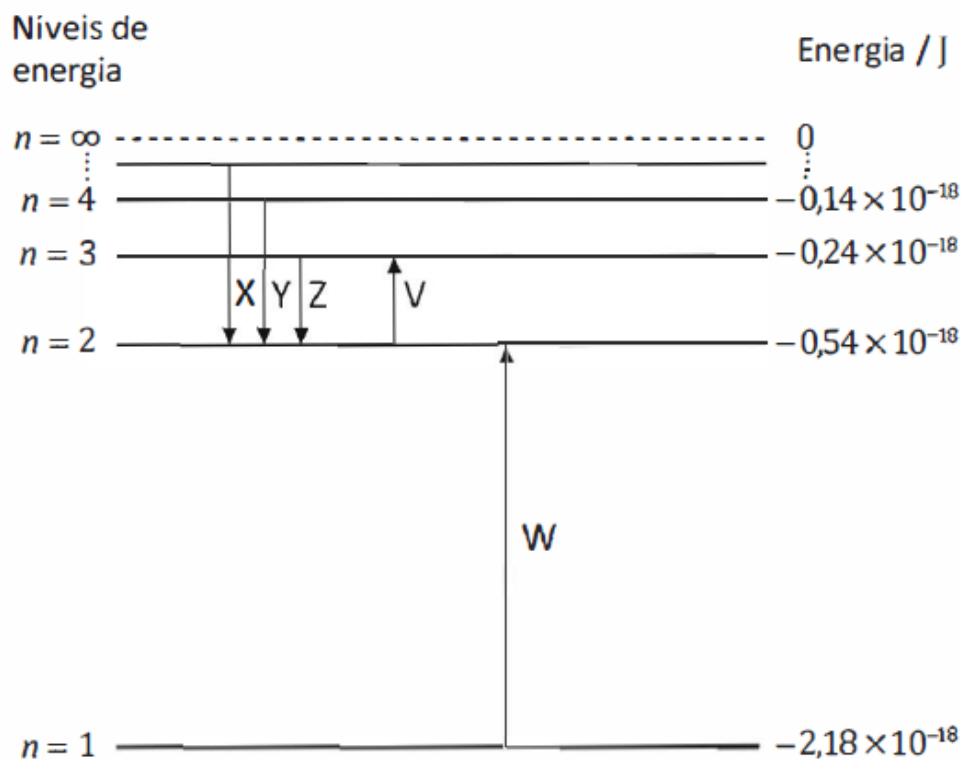 Níveis de
energia
Energia / J
n = ∞ 0
n = 4 −0,14 × 10⁻¹⁸
n = 3 −0,24 × 10⁻¹⁸
X Y Z V
n = 2 −0,54 × 10⁻¹⁸
W
n = 1 −2,18 × 10⁻¹⁸